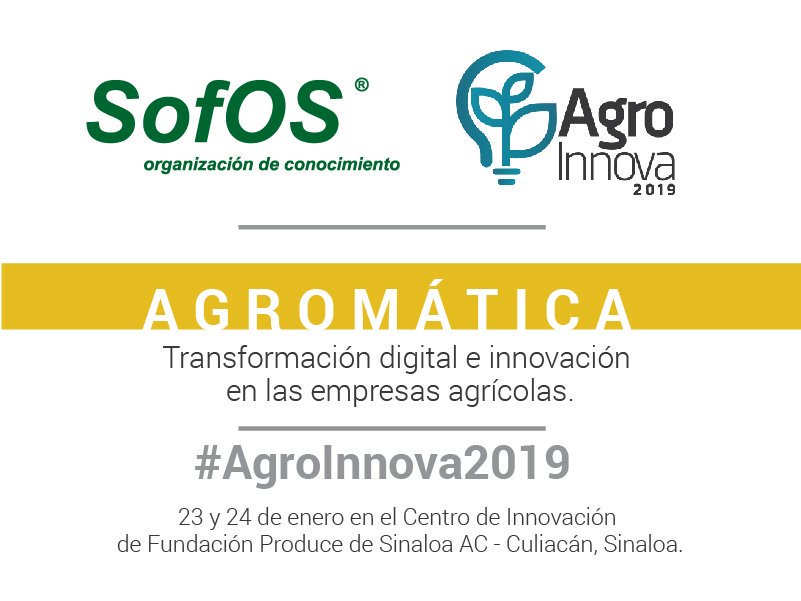 SofOS®
organización de conocimiento
Agro
Innova
2019
AGROMÁTICA
Transformación digital e innovación
en las empresas agrícolas.
#AgroInnova2019
23 y 24 de enero en el Centro de Innovación
de Fundación Produce de Sinaloa AC - Culiacán, Sinaloa.